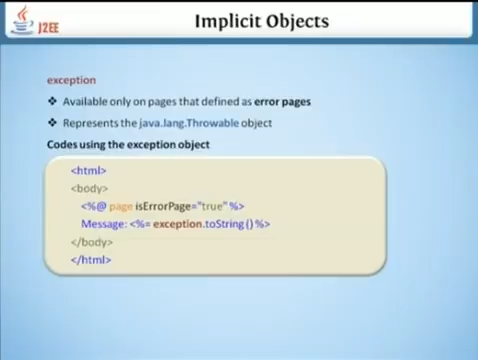 J2EE
Implicit Objects
exception
❖ Available only on pages that defined as error pages
❖ Represents the java.lang.Throwable object
Codes using the exception object
<html>
<body>
<%@ page isErrorPage="true" %>
Message: <%= exception.toString() %>
</body>
</html>